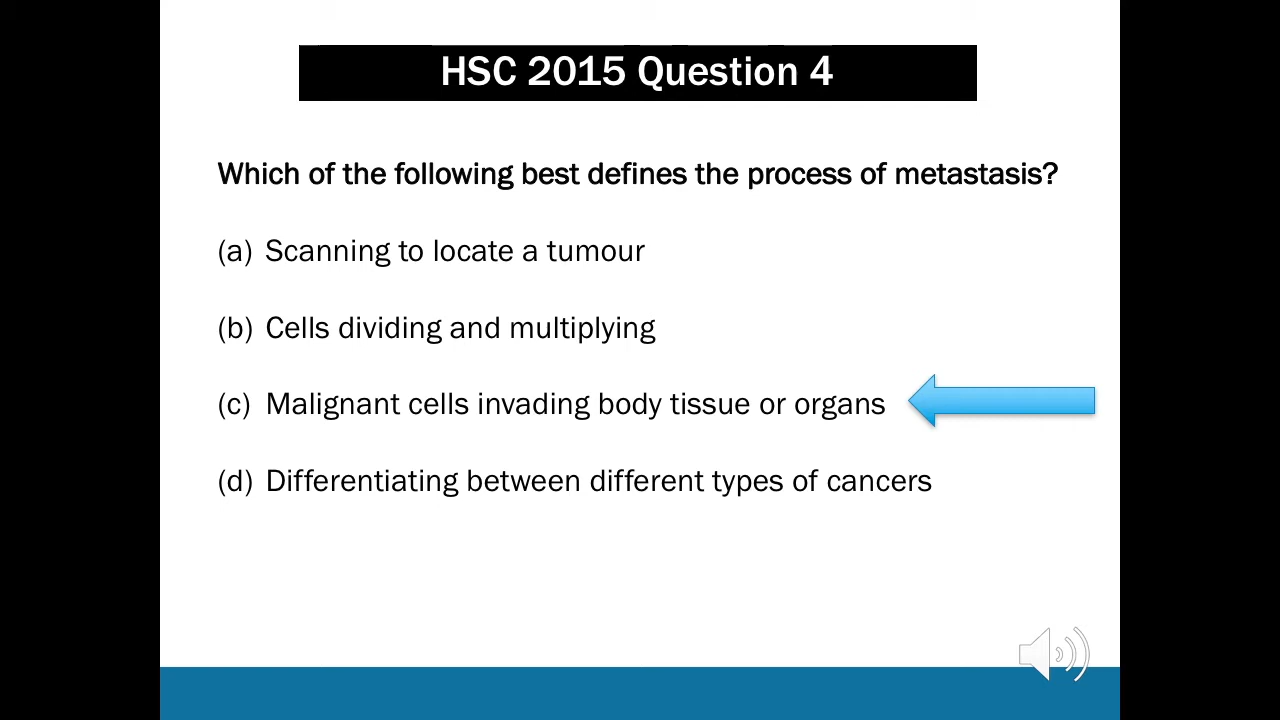 HSC 2015 Question 4
Which of the following best defines the process of metastasis?
(a) Scanning to locate a tumour
(b) Cells dividing and multiplying
(c) Malignant cells invading body tissue or organs
(d) Differentiating between different types of cancers